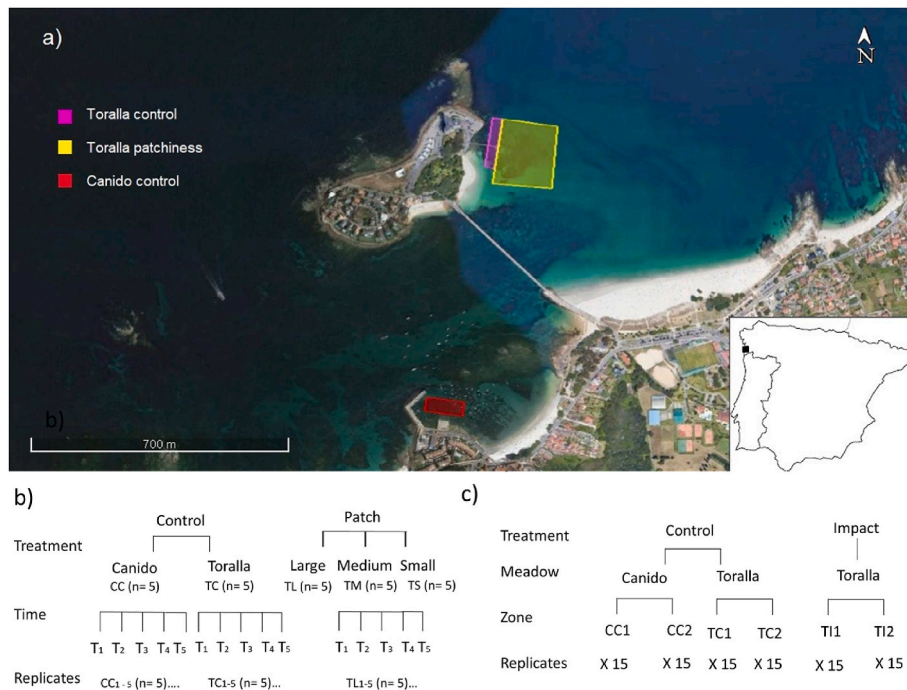 a)
N
Toralla control
Toralla patchiness
Canido control
b)
700 m
b)
Treatment
Control
Patch
Canido
Toralla
Large
Medium
Small
CC (n= 5)
TC (n= 5)
TL (n= 5)
TM (n= 5)
TS (n= 5)
Time
T1 T2 T3 T4 T5
T1 T2 T3 T4 T5
T1 T2 T3 T4 T5
Replicates
CC1-5 (n= 5)....
TC1-5 (n= 5)...
TL1-5 (n= 5)...
c)
Treatment
Control
Impact
Meadow
Canido
Toralla
Toralla
Zone
CC1
CC2
TC1
TC2
TI1
TI2
Replicates
X 15
X 15
X 15
X 15
X 15
X 15